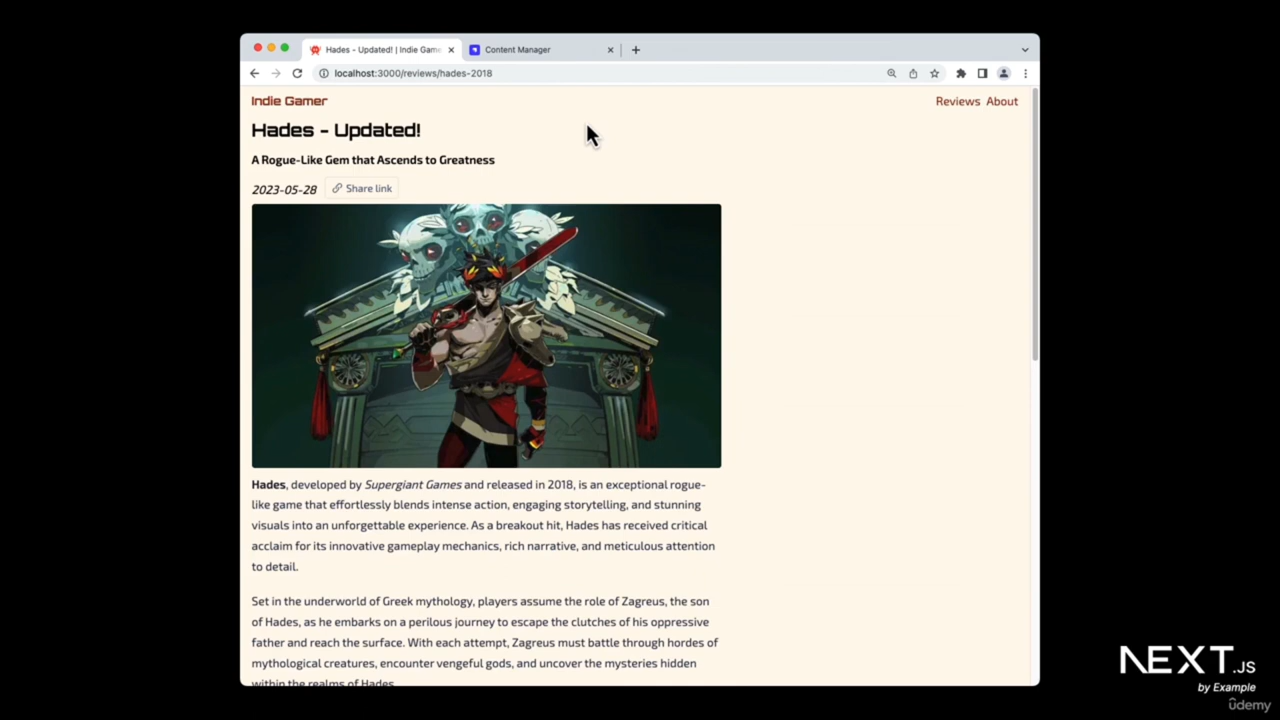 Hades - Updated! | Indie Game
Content Manager
localhost:3000/reviews/hades-2018
Indie Gamer
Reviews About
Hades - Updated!
A Rogue-Like Gem that Ascends to Greatness
2023-05-28 Share link
Hades, developed by Supergiant Games and released in 2018, is an exceptional rogue-
like game that effortlessly blends intense action, engaging storytelling, and stunning
visuals into an unforgettable experience. As a breakout hit, Hades has received critical
acclaim for its innovative gameplay mechanics, rich narrative, and meticulous attention
to detail.
Set in the underworld of Greek mythology, players assume the role of Zagreus, the son
of Hades, as he embarks on a perilous journey to escape the clutches of his oppressive
father and reach the surface. With each attempt, Zagreus must battle through hordes of
mythological creatures, encounter vengeful gods, and uncover the mysteries hidden
within the realms of Hades.
NEXT.JS
by Example
ûdemy